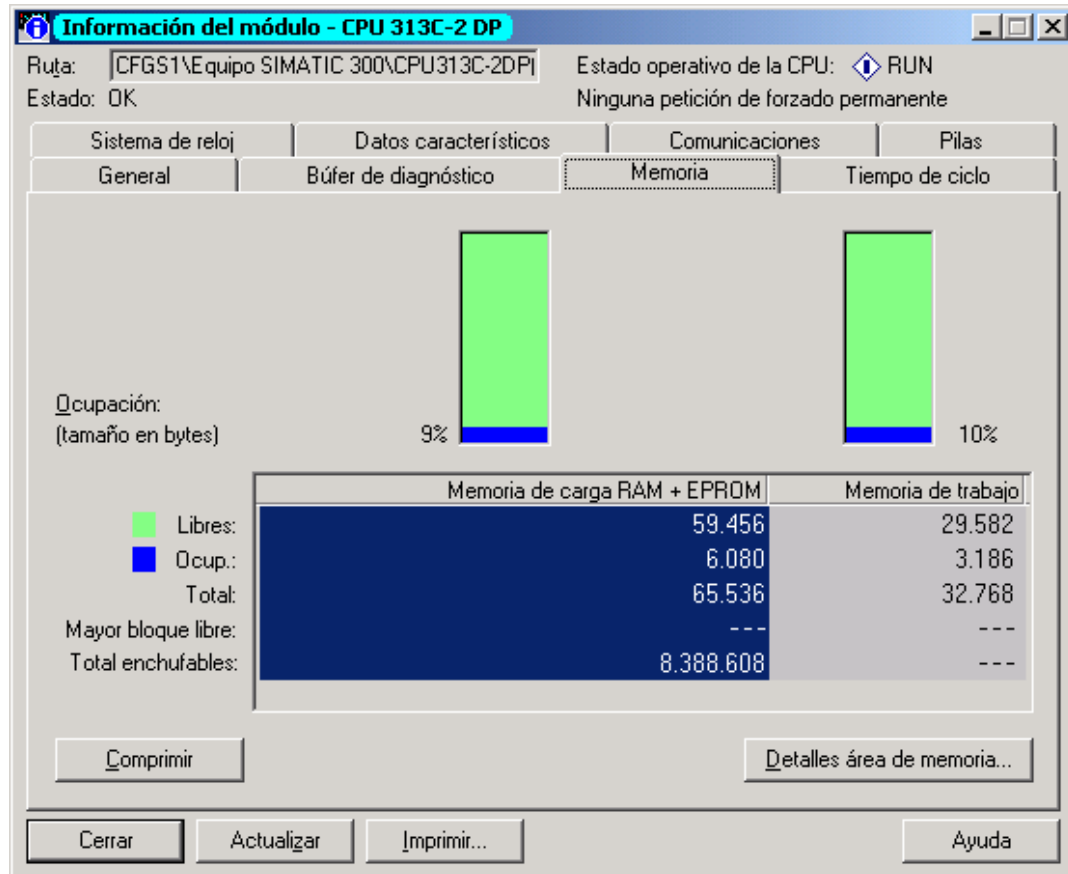 Información del módulo - CPU 313C-2 DP
Ruta: CFGS1\Equipo SIMATIC 300\CPU313C-2DP( Estado operativo de la CPU: RUN
Estado: OK Ninguna petición de forzado permanente
Sistema de reloj Datos característicos Comunicaciones Pilas
General Búfer de diagnóstico Memoria Tiempo de ciclo
Ocupación:
(tamaño en bytes) 9% 10%
Memoria de carga RAM + EPROM Memoria de trabajo
Libres: 59.456 29.582
Ocup.: 6.080 3.186
Total: 65.536 32.768
Mayor bloque libre: --- ---
Total enchufables: 8.388.608 ---
Comprimir Detalles área de memoria...
Cerrar Actualizar Imprimir... Ayuda